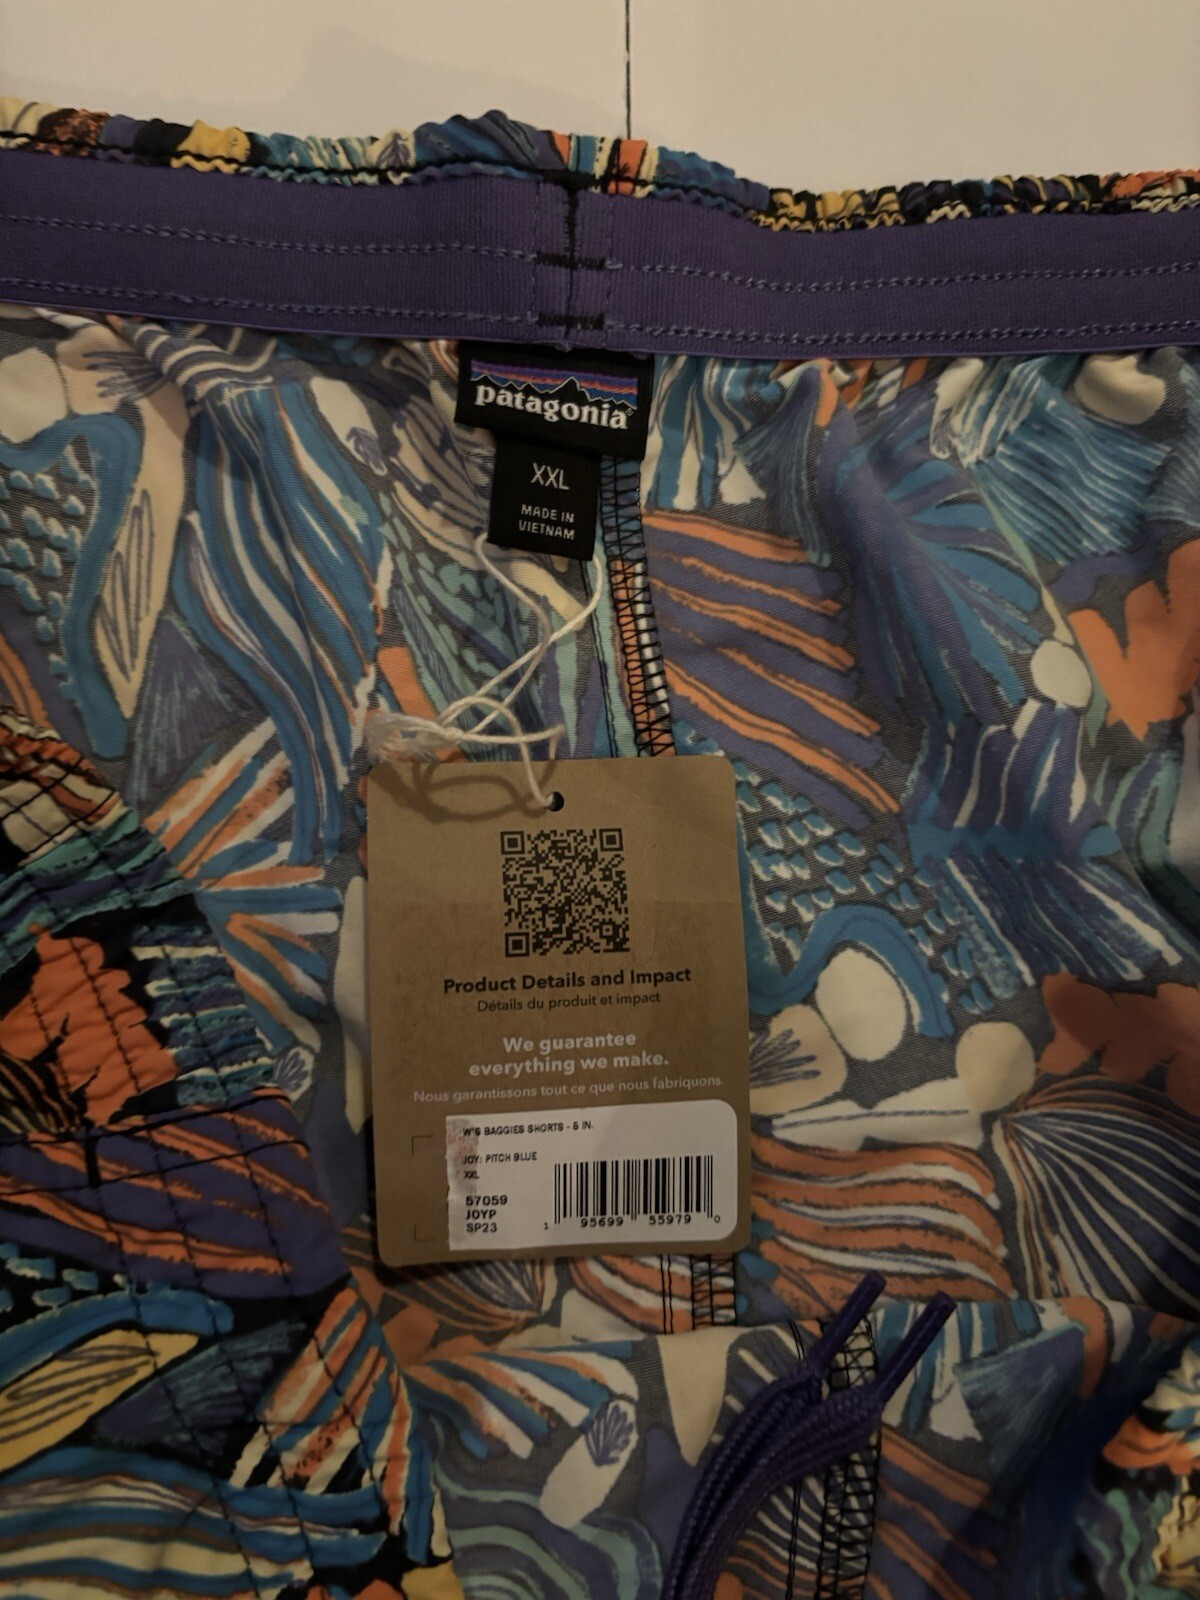 patagonia®
XXL
MADE IN
VIETNAM
Product Details and Impact
Détails du produit et impact
We guarantee
everything we make.
Nous garantissons tout ce que nous fabriquons.
W'S BAGGIES SHORTS - 5 IN.
JOY: PITCH BLUE
XXL
57059
JOYP
SP23
1 95699 55979 0